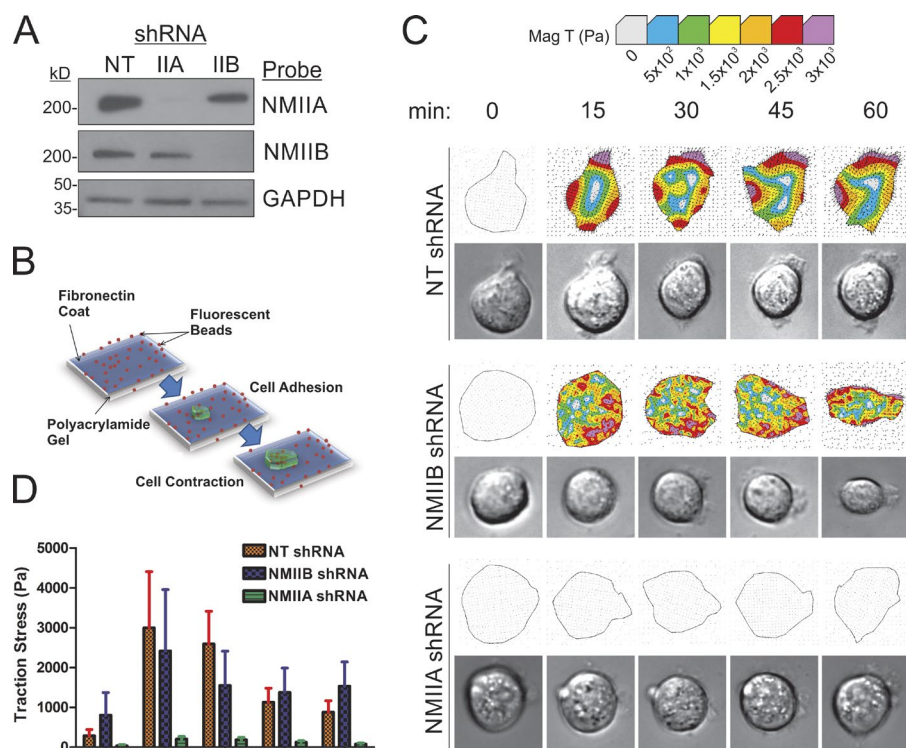 A
shRNA
NT IIA IIB
kD
Probe
200-
NMIIA
200-
NMIIB
50-
35-
GAPDH
B
Fibronectin
Coat
Fluorescent
Beads
Cell Adhesion
Polyacrylamide
Gel
Cell Contraction
C
Mag T (Pa)
0
5x10²
1x10³
1.5x10³
2x10³
2.5x10³
3x10³
min: 0 15 30 45 60
NT shRNA
NMIIB shRNA
NMIIA shRNA
D
Traction Stress (Pa)
5000
4000
3000
2000
1000
0
NT shRNA
NMIIB shRNA
NMIIA shRNA